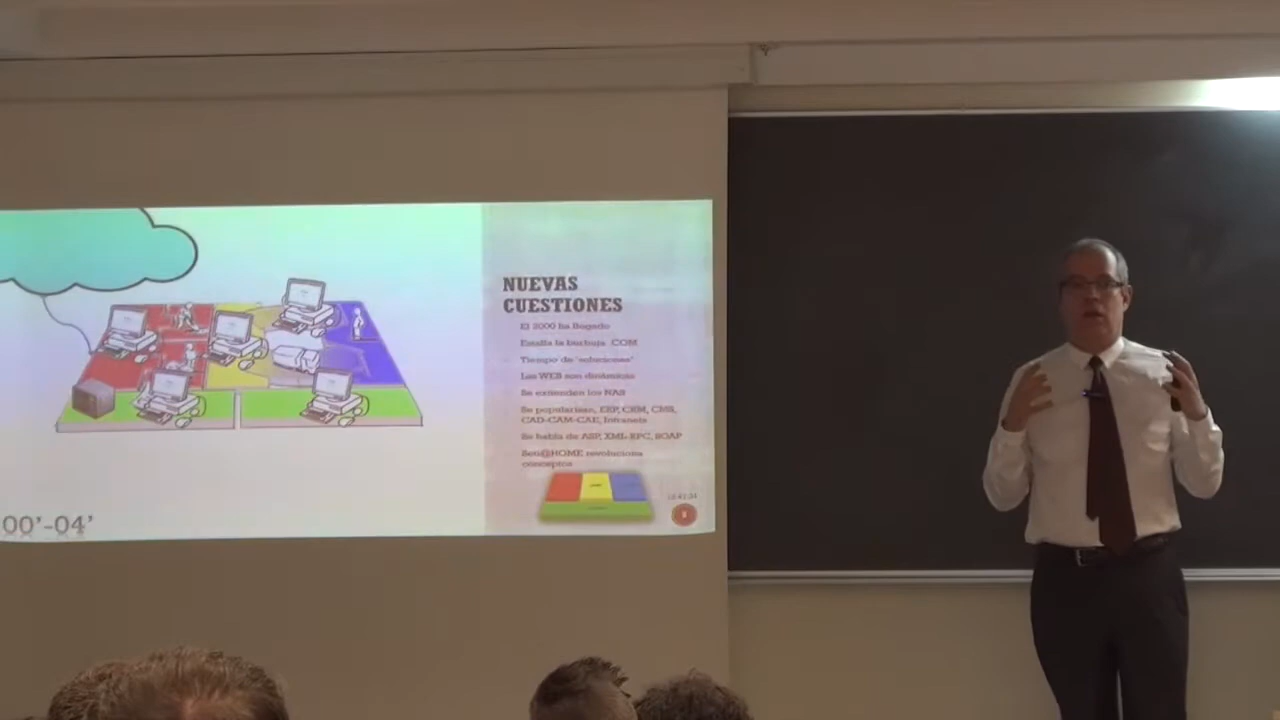 NUEVAS
CUESTIONES
El 2000 ha llegado
Estalla la burbuja .COM
Tiempo de "soluciones"
Las WEB son dinámicas
Se extienden los NAS
Se popularizan, ERP, CRM, CMS,
CAD-CAM-CAE, Intranets
Se habla de ASP, XML-RPC, SOAP
Seti@HOME revoluciona
conceptos
00’-04’